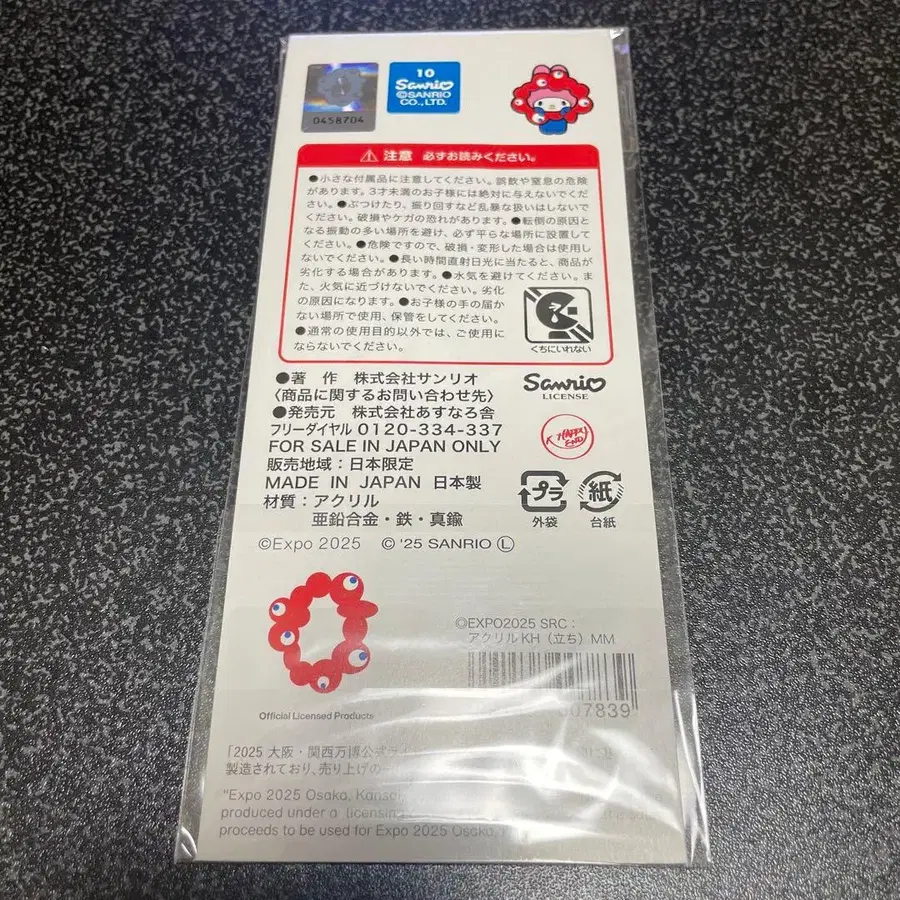 0458704
10
Sanrio
©SANRIO
CO.,LTD.
⚠注意 必ずお読みください。
●小さな付属品に注意してください。誤飲や窒息の危険
があります。3才未満のお子様には絶対に与えないでくだ
さい。●ぶつけたり、振り回すなど乱暴な扱いはしないで
ください。破損やケガの恐れがあります。●転倒の原因と
なる振動の多い場所を避け、必ず平らな場所に設置して
ください。●危険ですので、破損・変形した場合は使用し
ないでください。●長い時間直射日光に当たると、商品が
劣化する場合があります。●水気を避けてください。ま
た、火気に近づけないでください。劣化
の原因になります。●お子様の手の届か
ない場所で使用、保管をしてください。
●通常の使用目的以外では、ご使用に
ならないでください。
くちにいれない
●著 作 株式会社サンリオ
〈商品に関するお問い合わせ先〉
●発売元 株式会社あすなろ舎
フリーダイヤル 0120-334-337
FOR SALE IN JAPAN ONLY
販売地域：日本限定
MADE IN JAPAN 日本製
材質：アクリル
亜鉛合金・鉄・真鍮
©Expo 2025 © '25 SANRIO Ⓛ
Sanrio
LICENSE
HAPPY
END
プラ
外袋
紙
台紙
©EXPO2025 SRC：
アクリルKH（立ち）MM
07839
Official Licensed Products
「2025 大阪・関西万博公式ラ
製造されており、売り上げの
"Expo 2025 Osaka, Kansai,
produced under a licensing
proceeds to be used for Expo 2025 Osaka,